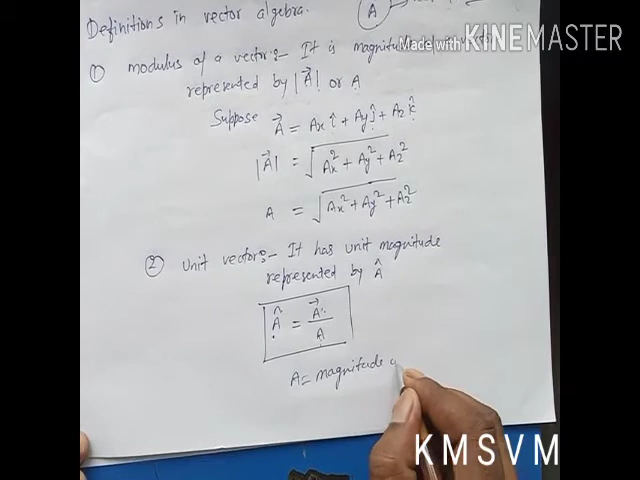 Definitions in vector algebra.
A
Made with KINEMASTER
① modulus of a vector:- It is magnitude
represented by |A⃗| or A
Suppose A⃗ = Ax î + Ay ĵ + Az k̂
|A⃗| = √(Ax² + Ay² + Az²)
A = √(Ax² + Ay² + Az²)
② Unit vector:- It has unit magnitude
represented by Â
Â = A⃗/A
A = magnitude
KMSVM